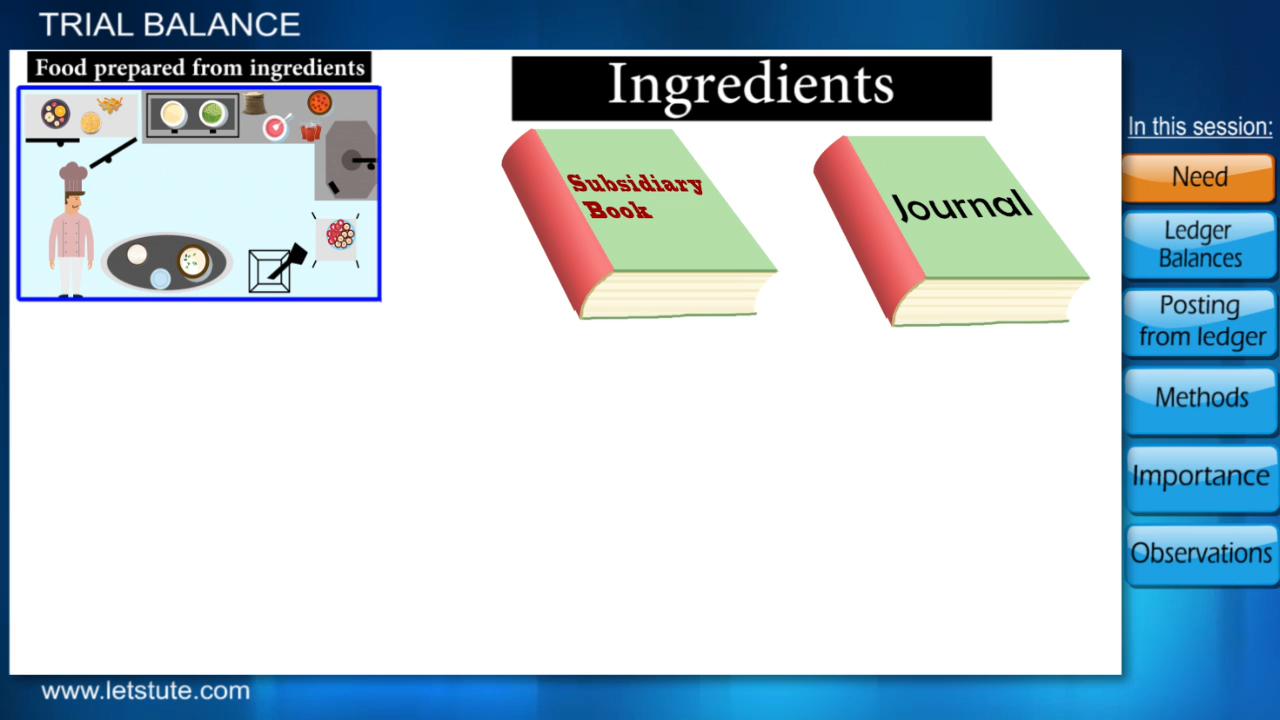 TRIAL BALANCE
Food prepared from ingredients
Ingredients
Subsidiary
Book
Journal
In this session:
Need
Ledger
Balances
Posting
from ledger
Methods
Importance
Observations
www.letstute.com